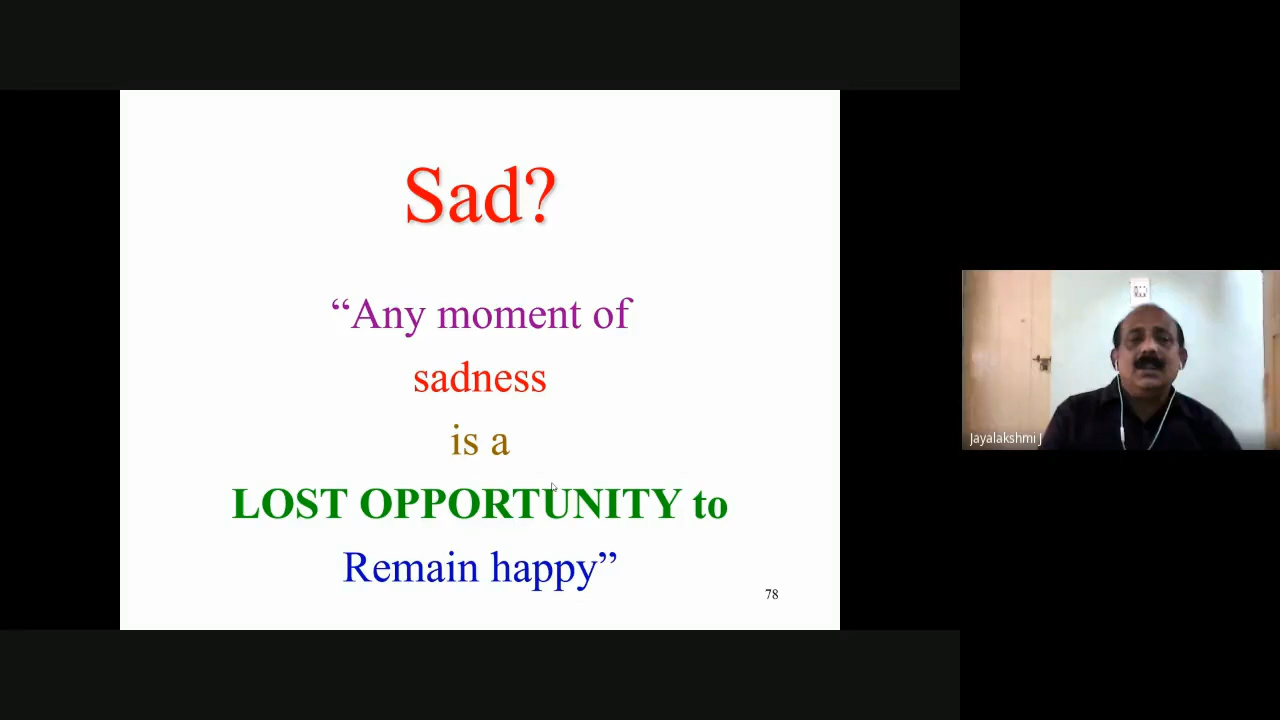 Sad?
“Any moment of
sadness
is a
LOST OPPORTUNITY to
Remain happy”
78
Jayalakshmi J